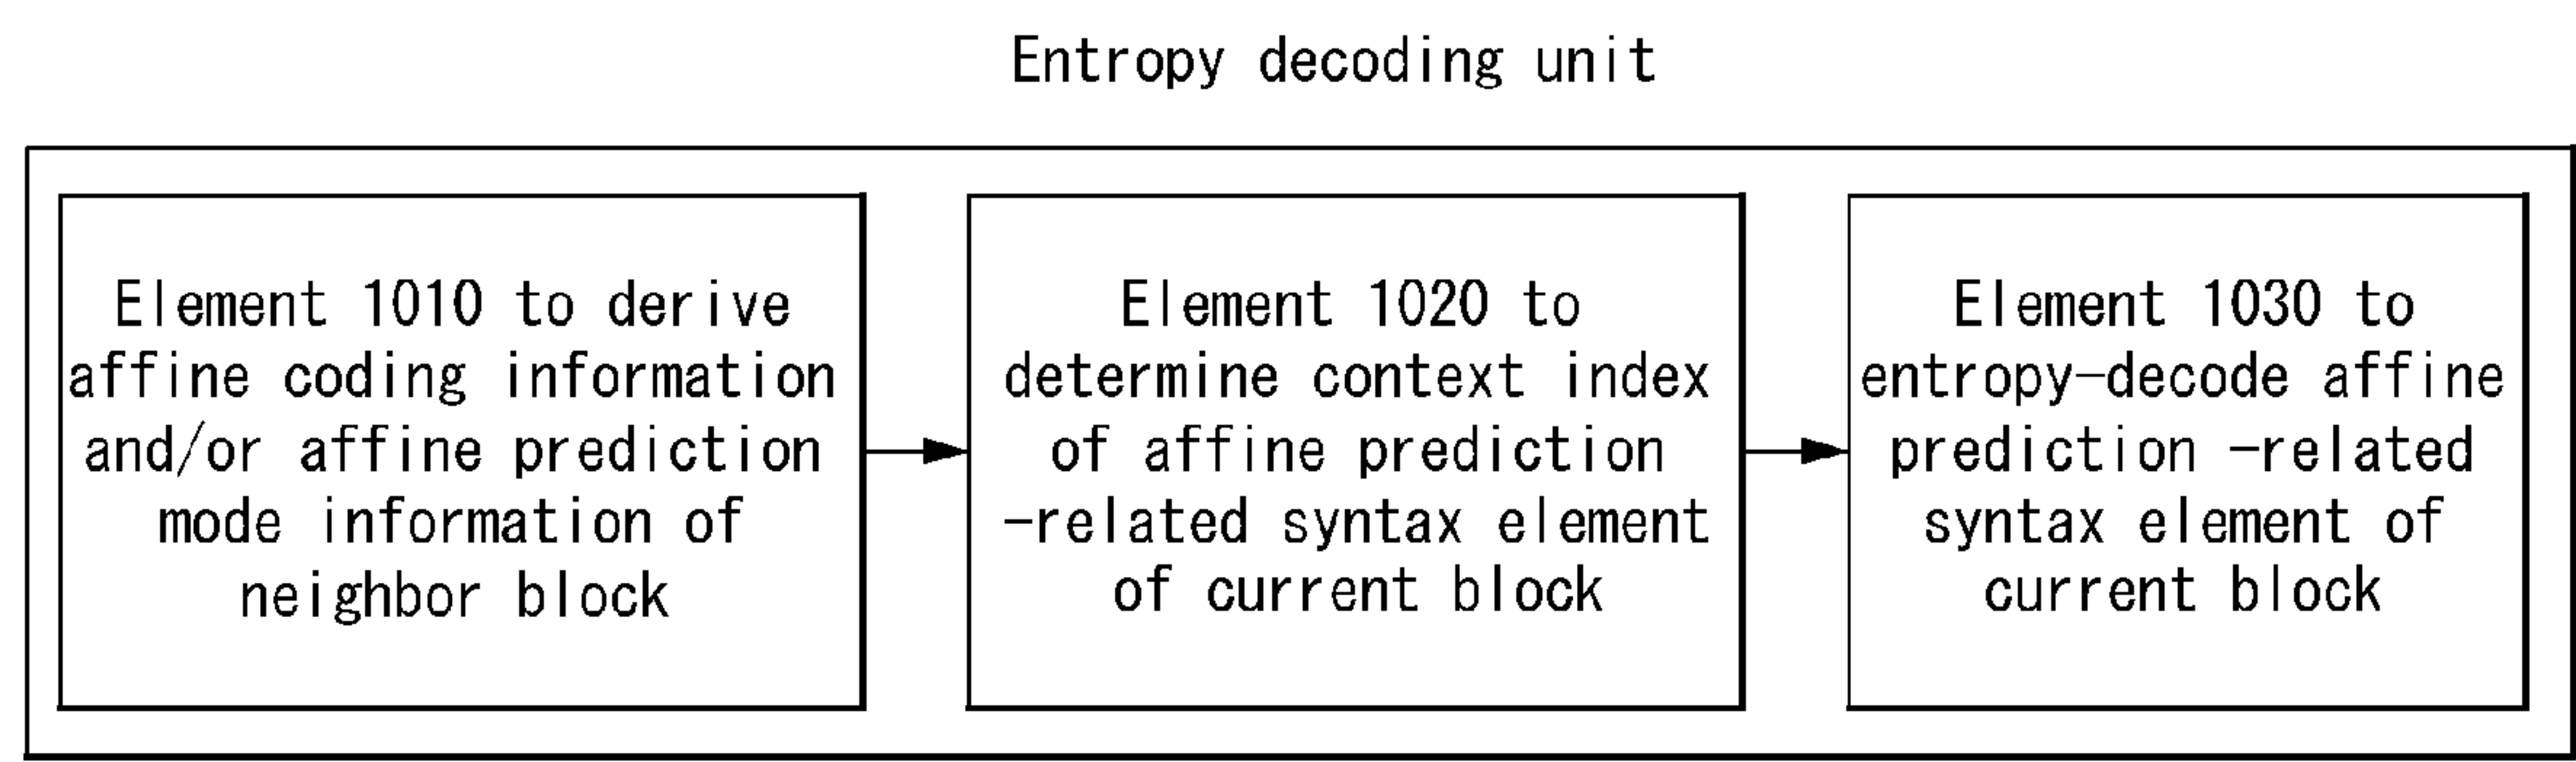 Entropy decoding unit
Element 1010 to derive
affine coding information
and/or affine prediction
mode information of
neighbor block
Element 1020 to
determine context index
of affine prediction
-related syntax element
of current block
Element 1030 to
entropy-decode affine
prediction -related
syntax element of
current block